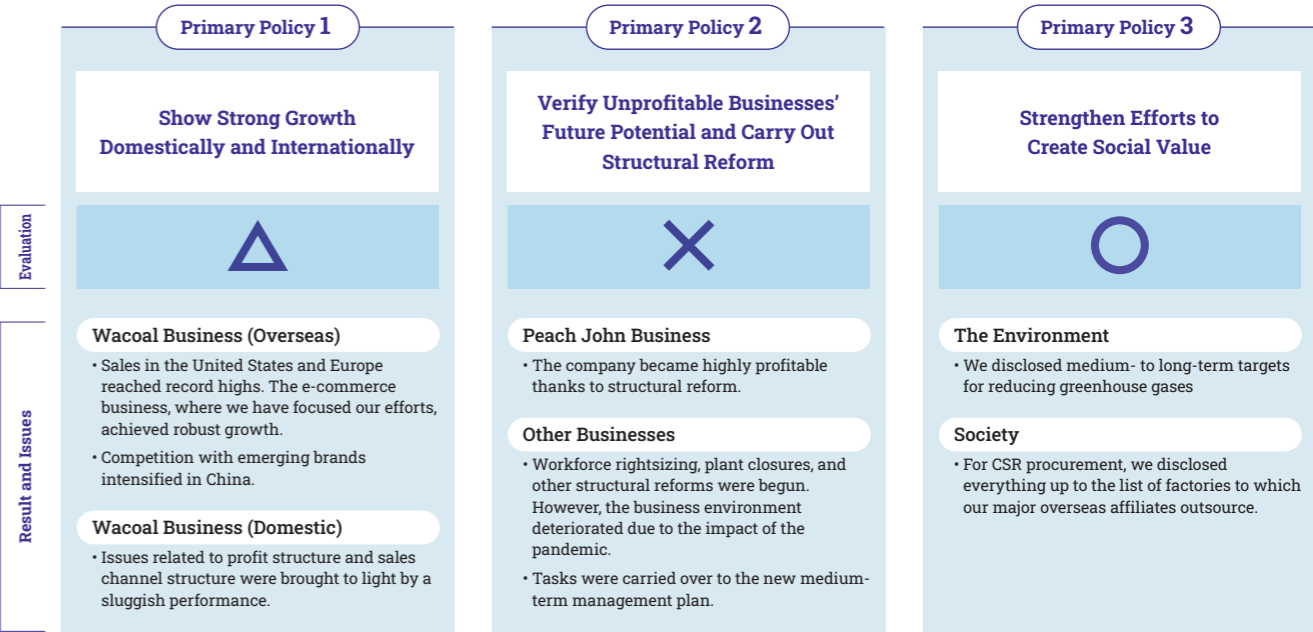 Primary Policy 1
Show Strong Growth
Domestically and Internationally
Evaluation
Result and Issues
Wacoal Business (Overseas)
• Sales in the United States and Europe
reached record highs. The e-commerce
business, where we have focused our efforts,
achieved robust growth.
• Competition with emerging brands
intensified in China.
Wacoal Business (Domestic)
• Issues related to profit structure and sales
channel structure were brought to light by a
sluggish performance.
Primary Policy 2
Verify Unprofitable Businesses’
Future Potential and Carry Out
Structural Reform
Peach John Business
• The company became highly profitable
thanks to structural reform.
Other Businesses
• Workforce rightsizing, plant closures, and
other structural reforms were begun.
However, the business environment
deteriorated due to the impact of the
pandemic.
• Tasks were carried over to the new medium-
term management plan.
Primary Policy 3
Strengthen Efforts to
Create Social Value
The Environment
• We disclosed medium- to long-term targets
for reducing greenhouse gases
Society
• For CSR procurement, we disclosed
everything up to the list of factories to which
our major overseas affiliates outsource.